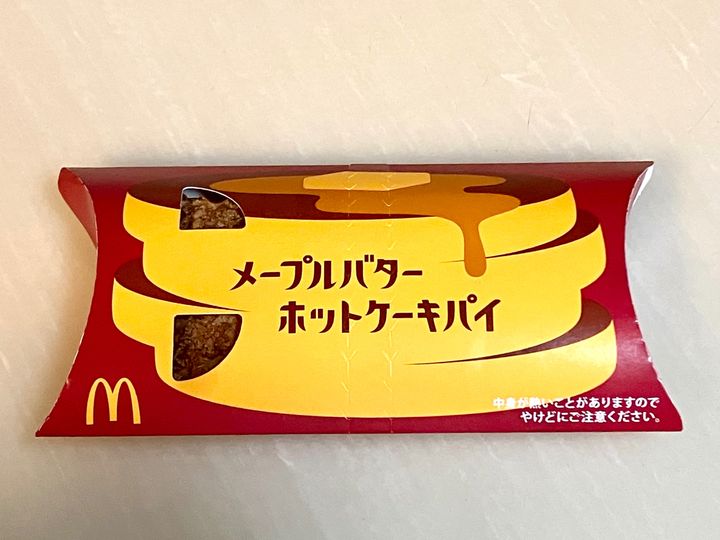 メープルバター
ホットケーキパイ
中身が熱いことがありますので
やけどにご注意ください。